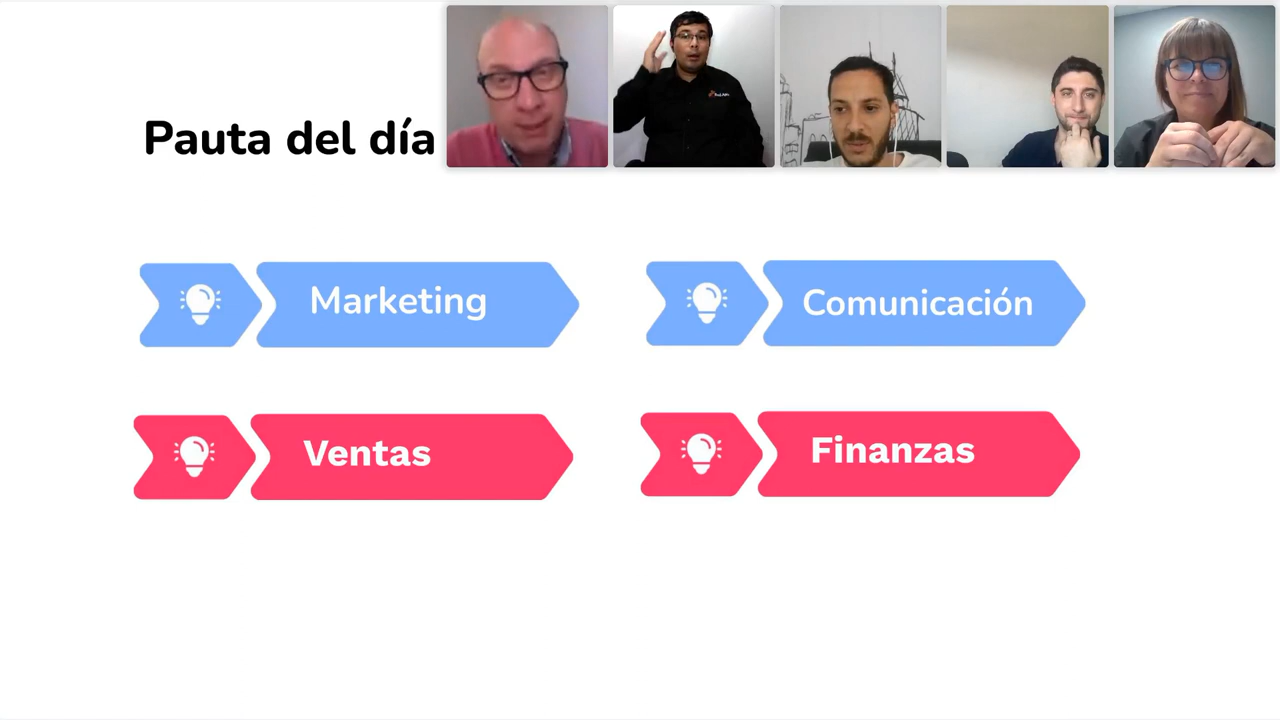 Pauta del día
Marketing
Comunicación
Ventas
Finanzas